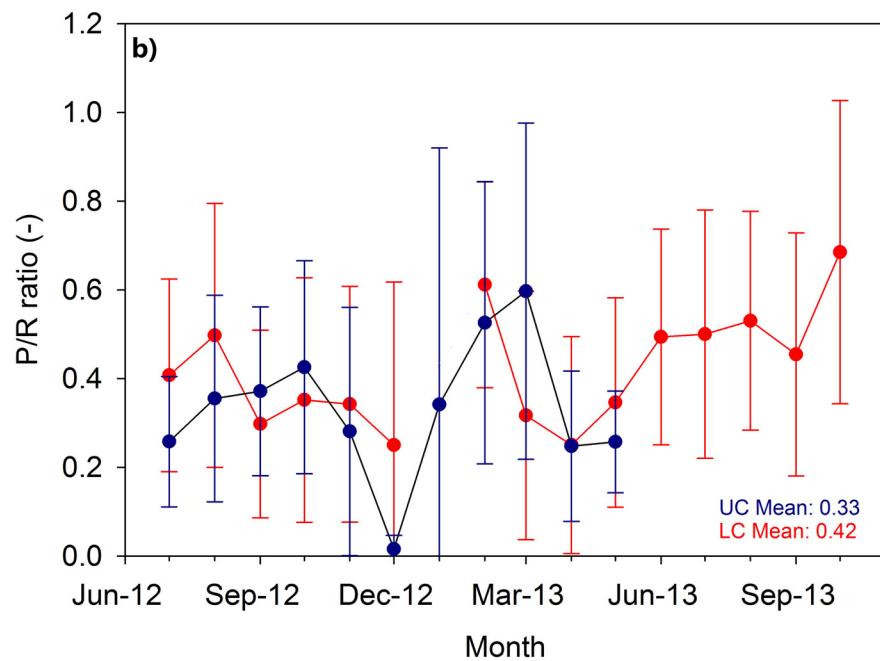 b)
1.2
1.0
0.8
0.6
0.4
0.2
0.0
P/R ratio (-)
UC Mean: 0.33
LC Mean: 0.42
Jun-12 Sep-12 Dec-12 Mar-13 Jun-13 Sep-13
Month